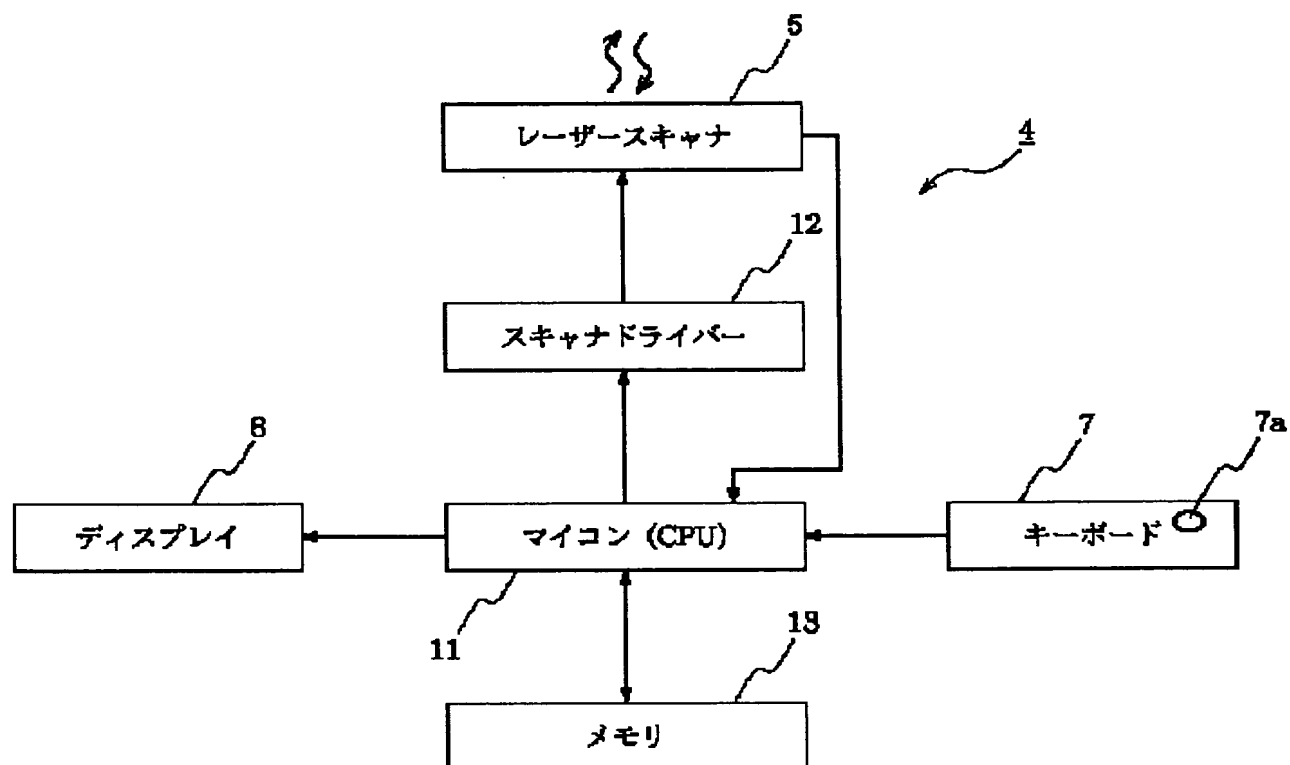 5
レーザースキャナ
4
12
スキャナドライバー
8
7
7a
ディスプレイ
マイコン (CPU)
キーボード
11
13
メモリ